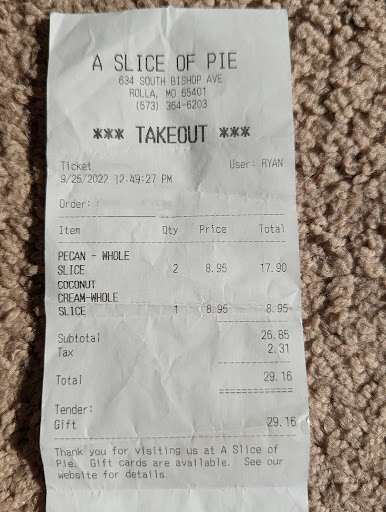 A SLICE OF PIE
634 SOUTH BISHOP AVE
ROLLA, MO 65401
(573) 364-6203
*** TAKEOUT ***
Ticket User: RYAN
9/25/2022 12:49:27 PM
Order:
Item Qty Price Total
PECAN - WHOLE
SLICE 2 8.95 17.90
COCONUT
CREAM-WHOLE
SLICE 1 8.95 8.95
Subtotal 26.85
Tax 2.31
Total 29.16
Tender:
Gift 29.16
Thank you for visiting us at A Slice of
Pie. Gift cards are available. See our
website for details.